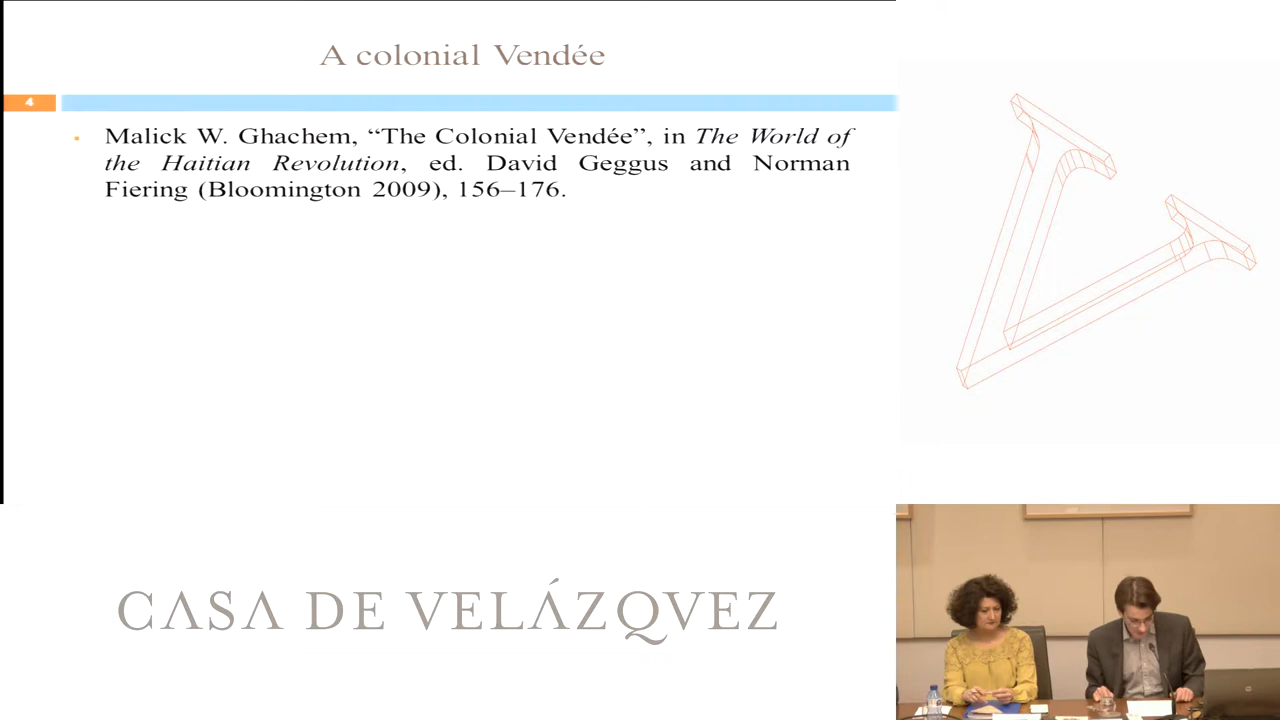 A colonial Vendée
4
Malick W. Ghachem, “The Colonial Vendée”, in The World of
the Haitian Revolution, ed. David Geggus and Norman
Fiering (Bloomington 2009), 156–176.
CASA DE VELÁZQVEZ